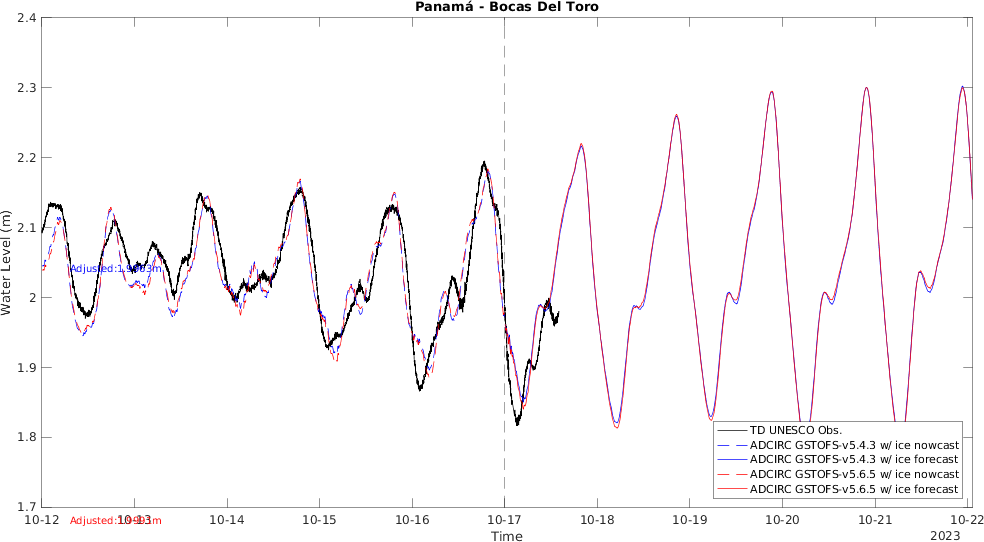 Panamá - Bocas Del Toro
2.4
2.3
2.2
2.1
2
1.9
1.8
1.7
Water Level (m)
TD UNESCO Obs.
ADCIRC GSTOFS-v5.4.3 w/ ice nowcast
ADCIRC GSTOFS-v5.4.3 w/ ice forecast
ADCIRC GSTOFS-v5.6.5 w/ ice nowcast
ADCIRC GSTOFS-v5.6.5 w/ ice forecast
10-12 10-13 10-14 10-15 10-16 10-17 10-18 10-19 10-20 10-21 10-22
Time
2023